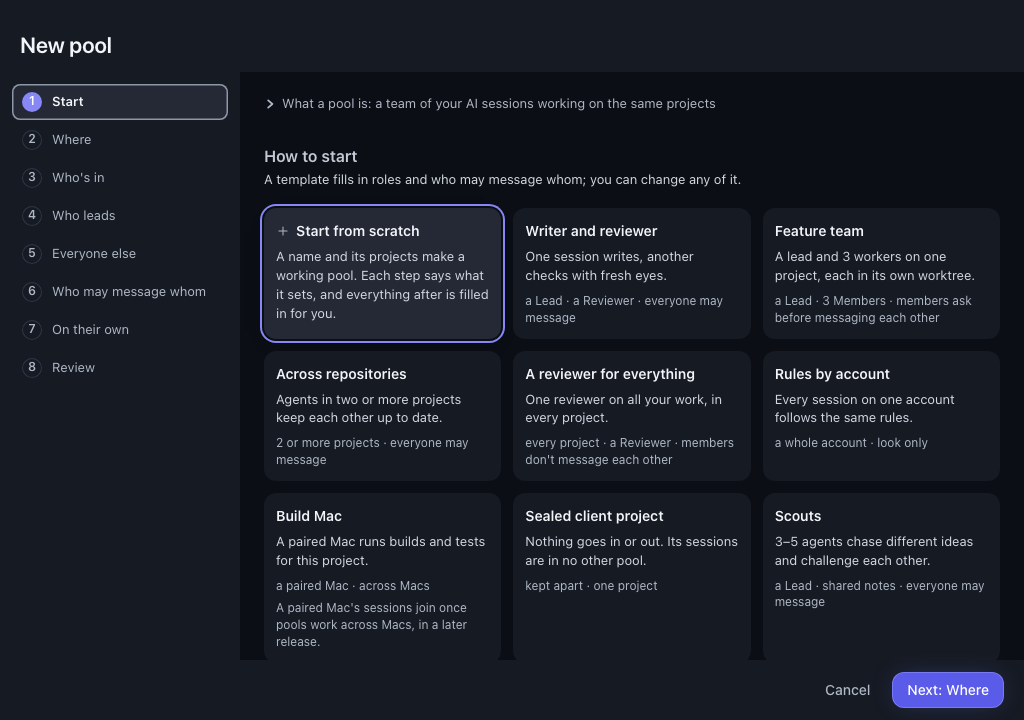 New pool
1 Start
2 Where
3 Who's in
4 Who leads
5 Everyone else
6 Who may message whom
7 On their own
8 Review
What a pool is: a team of your AI sessions working on the same projects
How to start
A template fills in roles and who may message whom; you can change any of it.
+ Start from scratch
A name and its projects make a
working pool. Each step says what
it sets, and everything after is filled
in for you.
Writer and reviewer
One session writes, another
checks with fresh eyes.
a Lead · a Reviewer · everyone may
message
Feature team
A lead and 3 workers on one
project, each in its own worktree.
a Lead · 3 Members · members ask
before messaging each other
Across repositories
Agents in two or more projects
keep each other up to date.
2 or more projects · everyone may
message
A reviewer for everything
One reviewer on all your work, in
every project.
every project · a Reviewer · members
don't message each other
Rules by account
Every session on one account
follows the same rules.
a whole account · look only
Build Mac
A paired Mac runs builds and tests
for this project.
a paired Mac · across Macs
A paired Mac's sessions join once
pools work across Macs, in a later
release.
Sealed client project
Nothing goes in or out. Its sessions
are in no other pool.
kept apart · one project
Scouts
3–5 agents chase different ideas
and challenge each other.
a Lead · shared notes · everyone may
message
Cancel
Next: Where